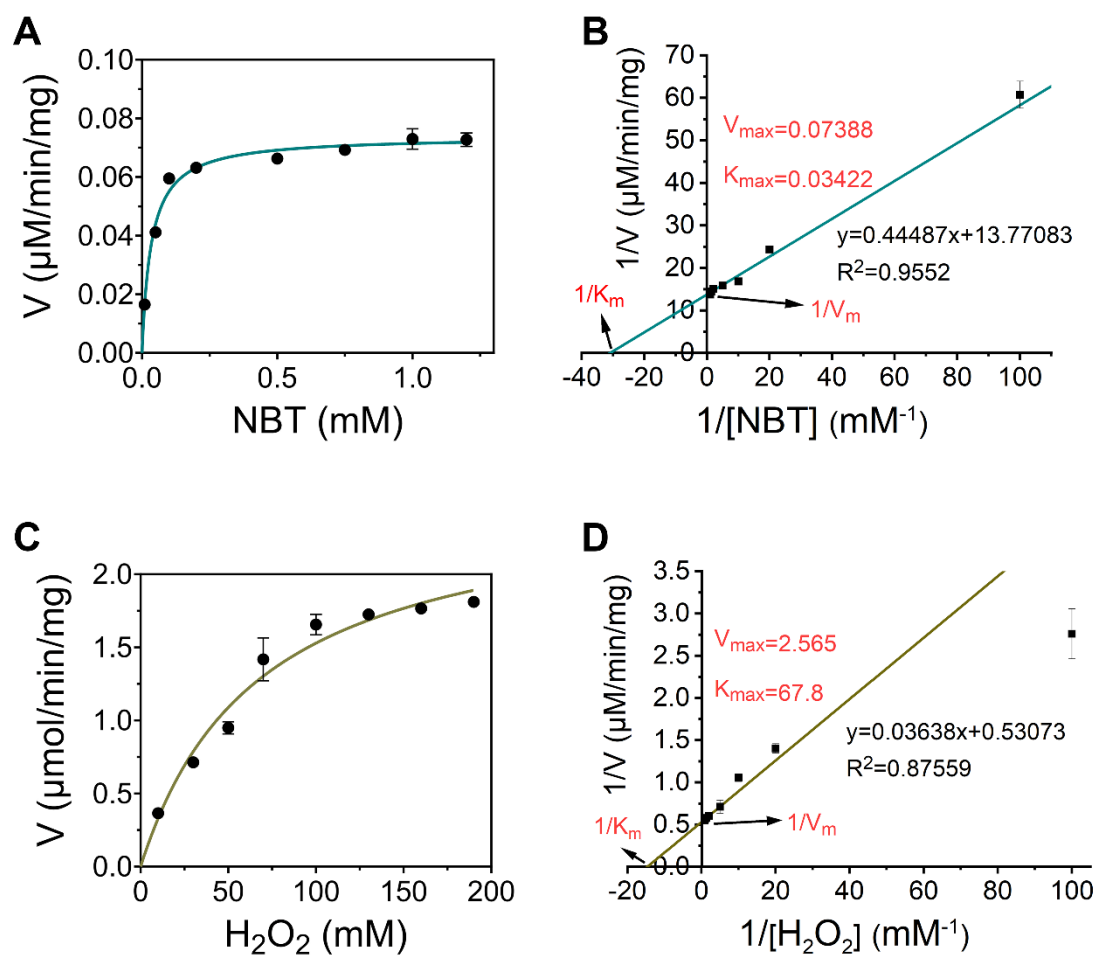 A
V (μM/min/mg)
0.10
0.08
0.06
0.04
0.02
0.00
0.0
0.5
1.0
NBT (mM)
B
1/V (μM/min/mg)
70
60
50
40
30
20
10
0
-40
-20
0
20
40
60
80
100
1/[NBT] (mM-1)
Vmax=0.07388
Kmax=0.03422
y=0.44487x+13.77083
R2=0.9552
1/Km
1/Vm
C
V (μmol/min/mg)
2.0
1.5
1.0
0.5
0.0
0
50
100
150
200
H2O2 (mM)
D
1/V (μM/min/mg)
3.5
3.0
2.5
2.0
1.5
1.0
0.5
0.0
-20
0
20
40
60
80
100
1/[H2O2] (mM-1)
Vmax=2.565
Kmax=67.8
y=0.03638x+0.53073
R2=0.87559
1/Km
1/Vm